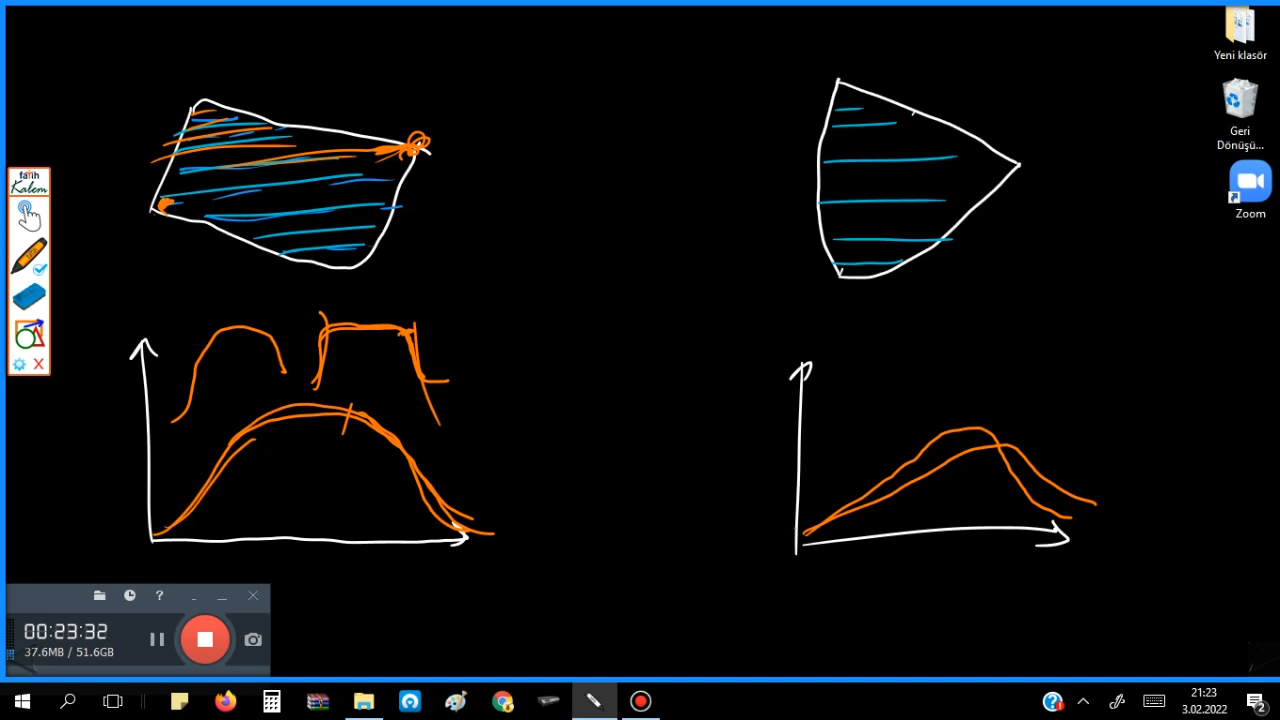 Yeni klasör
Geri
Dönüşü...
Zoom
fatih
Kalem
00:23:32
37.6MB / 51.6GB
21:23
3.02.2022
2